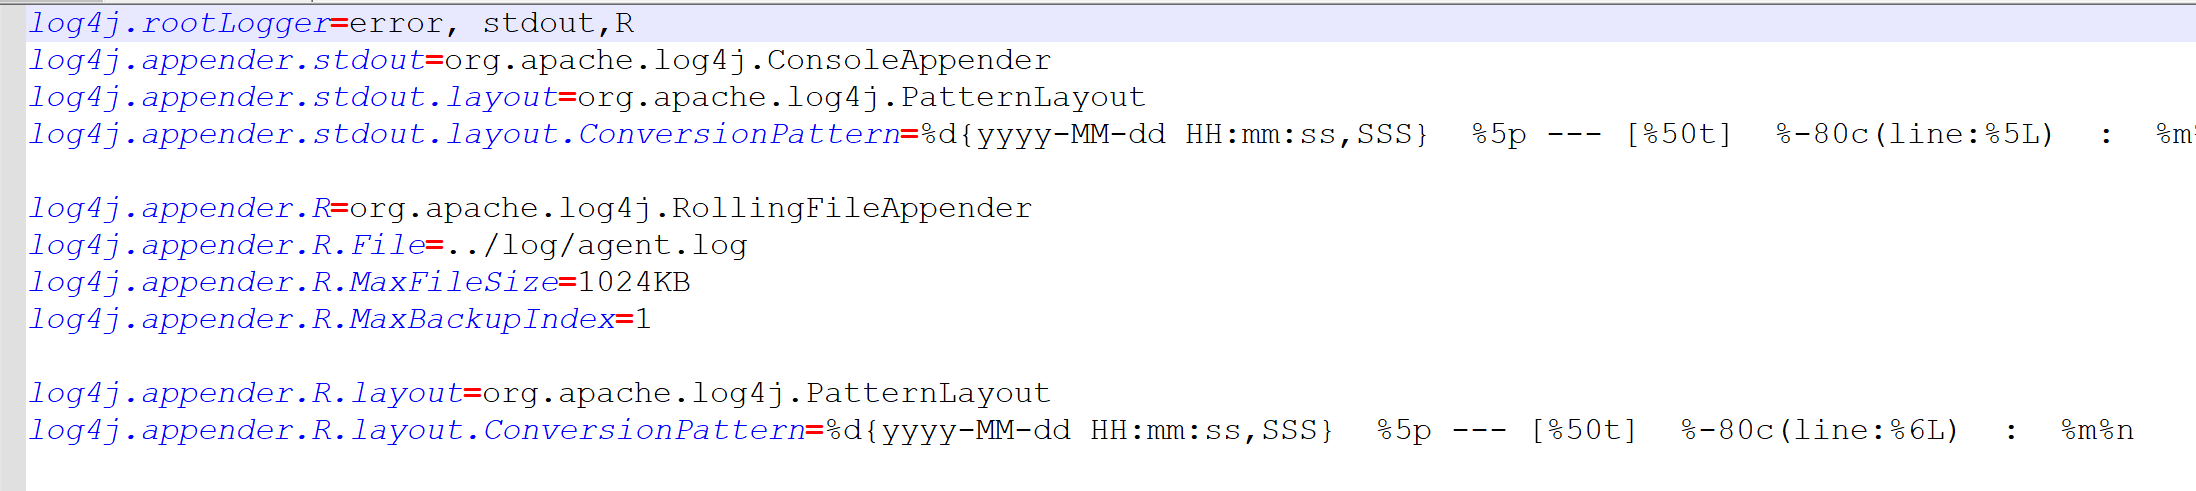 log4j.rootLogger=error, stdout,R
log4j.appender.stdout=org.apache.log4j.ConsoleAppender
log4j.appender.stdout.layout=org.apache.log4j.PatternLayout
log4j.appender.stdout.layout.ConversionPattern=%d{yyyy-MM-dd HH:mm:ss,SSS}  %5p --- [%50t]  %-80c(line:%5L)  :  %m%
log4j.appender.R=org.apache.log4j.RollingFileAppender
log4j.appender.R.File=../log/agent.log
log4j.appender.R.MaxFileSize=1024KB
log4j.appender.R.MaxBackupIndex=1
log4j.appender.R.layout=org.apache.log4j.PatternLayout
log4j.appender.R.layout.ConversionPattern=%d{yyyy-MM-dd HH:mm:ss,SSS}  %5p --- [%50t]  %-80c(line:%6L)  :  %m%n